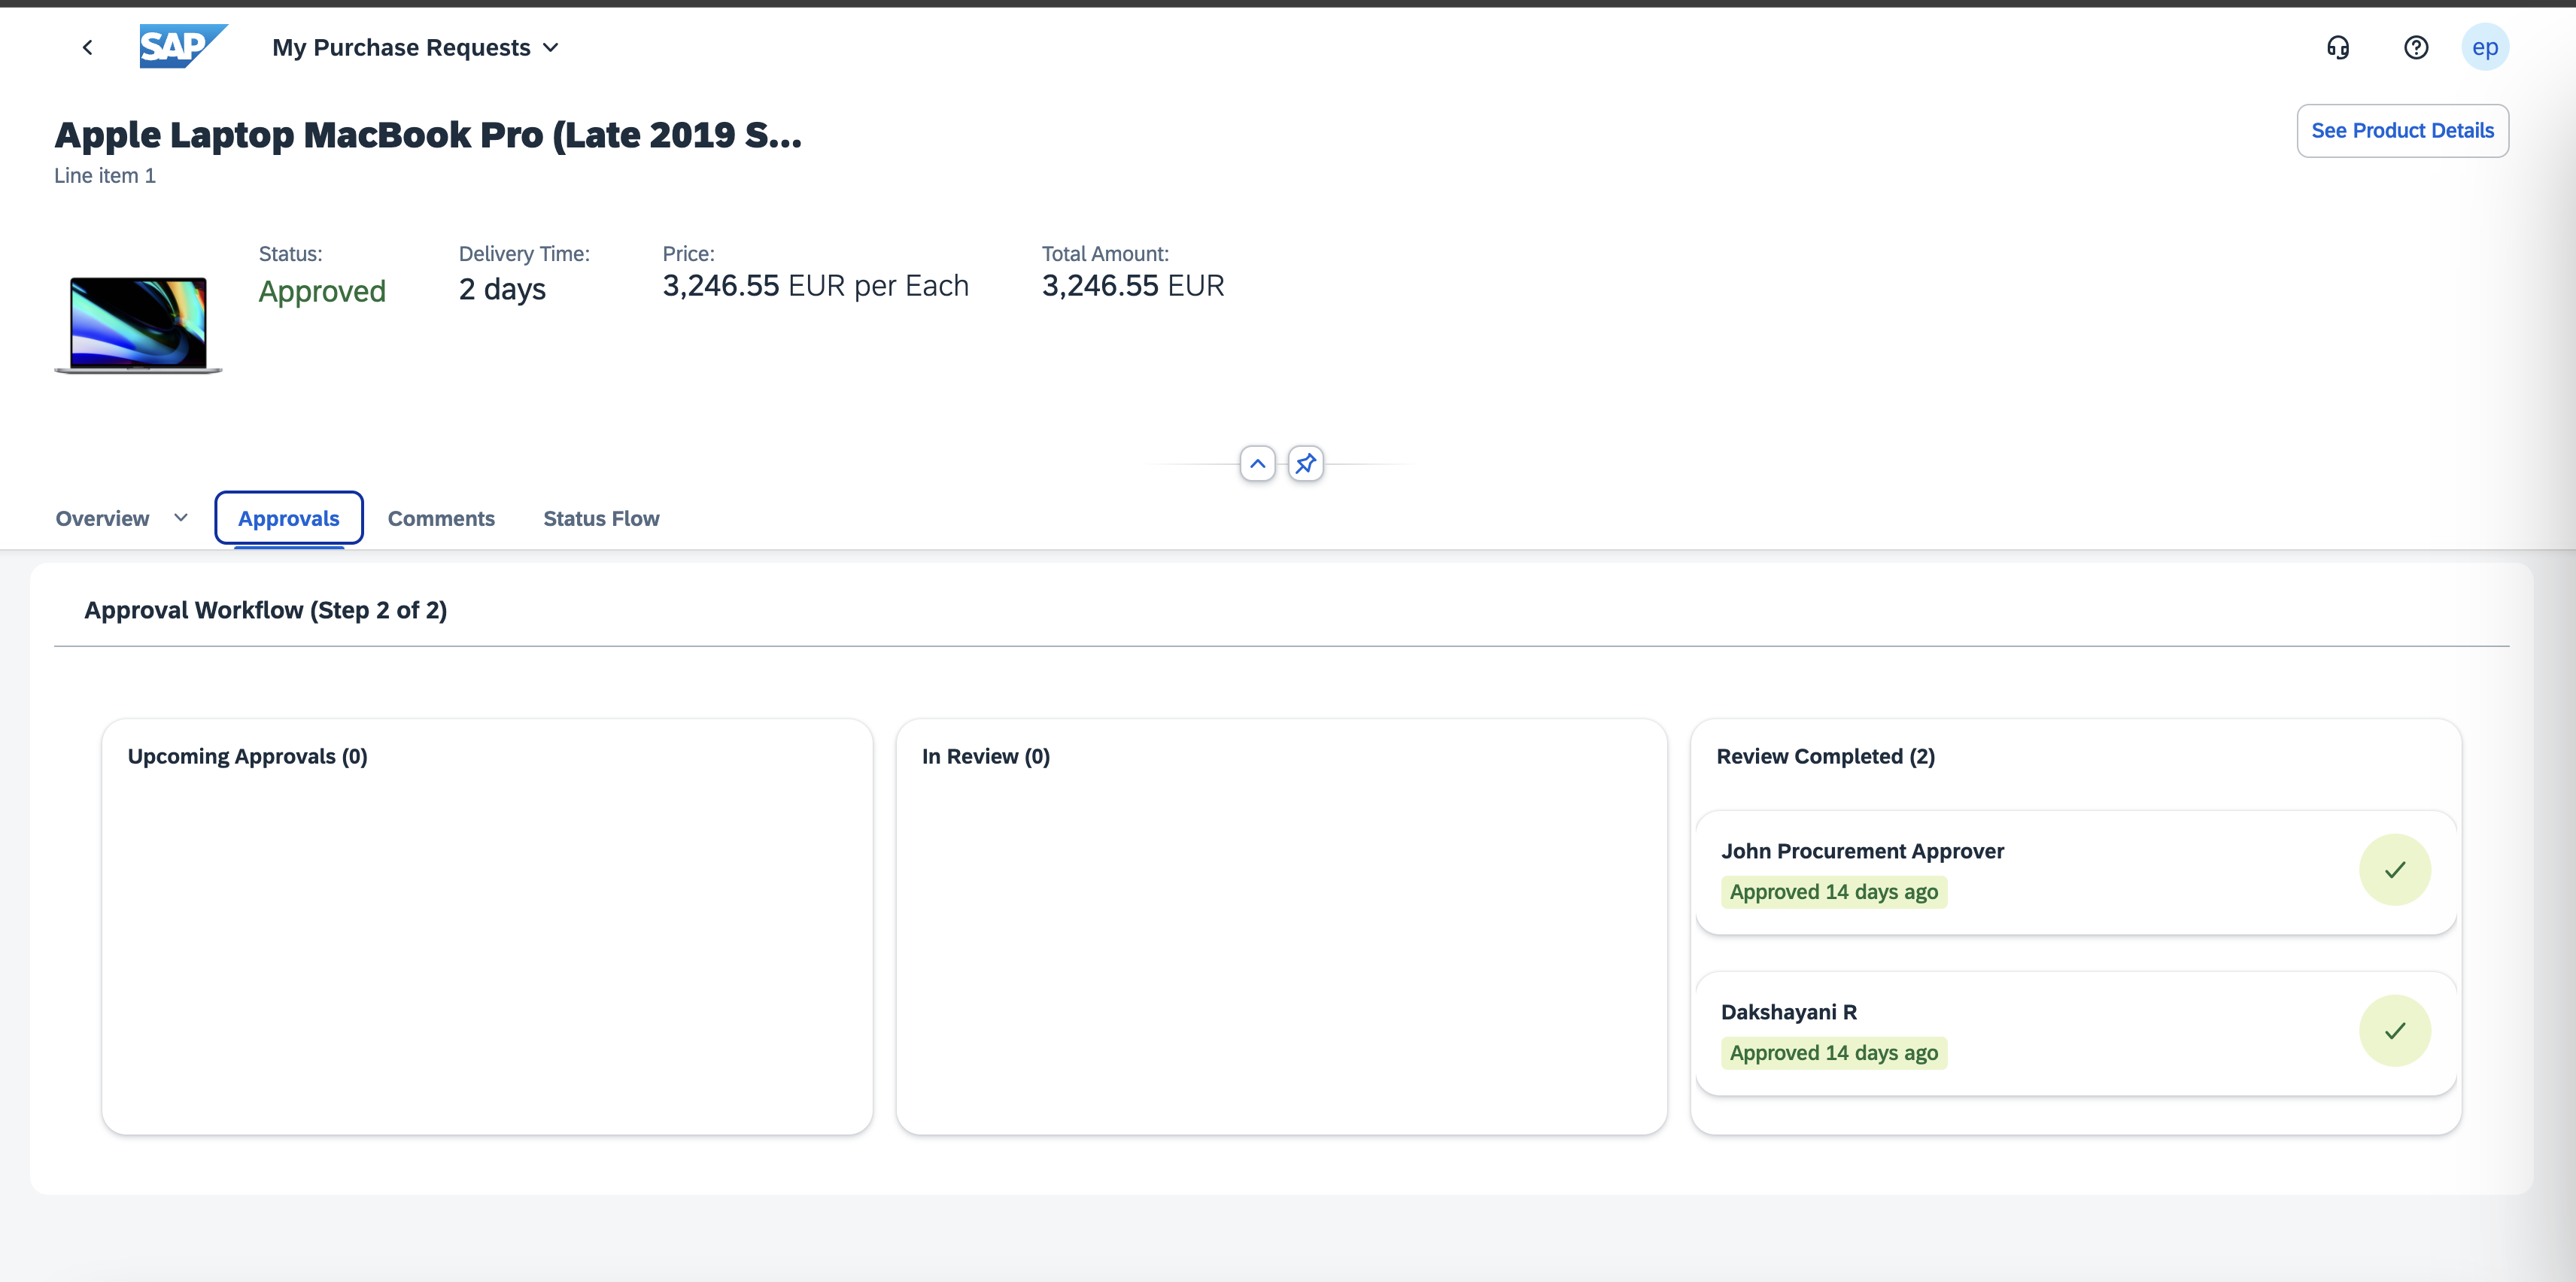 SAP
My Purchase Requests
ep
Apple Laptop MacBook Pro (Late 2019 S...
See Product Details
Line item 1
Status:
Approved
Delivery Time:
2 days
Price:
3,246.55 EUR per Each
Total Amount:
3,246.55 EUR
Overview
Approvals
Comments
Status Flow
Approval Workflow (Step 2 of 2)
Upcoming Approvals (0)
In Review (0)
Review Completed (2)
John Procurement Approver
Approved 14 days ago
Dakshayani R
Approved 14 days ago